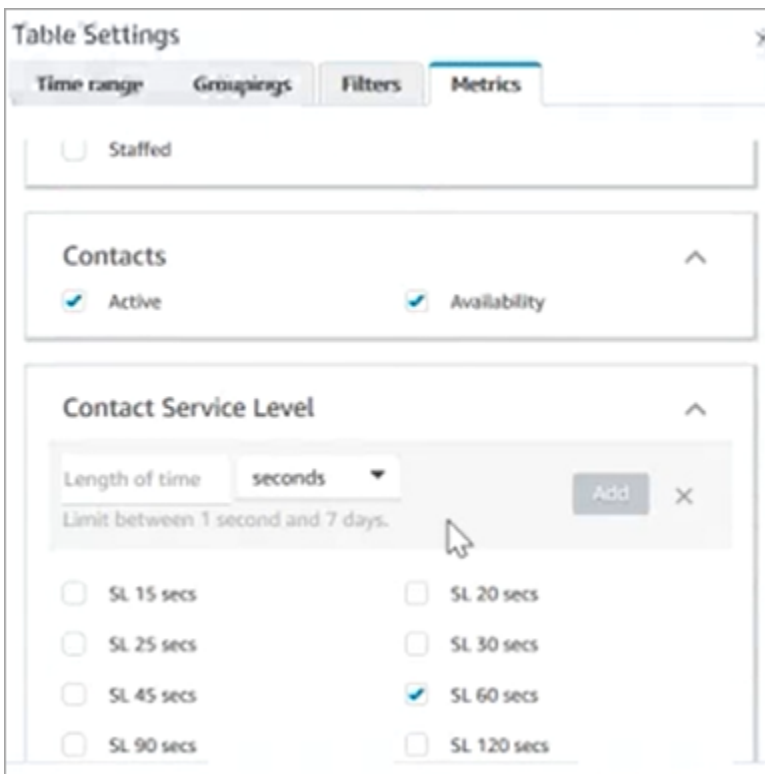 Table Settings
Time range Groupings Filters Metrics
Staffed
Contacts
Active Availability
Contact Service Level
Length of time seconds Add
Limit between 1 second and 7 days.
SL 15 secs SL 20 secs
SL 25 secs SL 30 secs
SL 45 secs SL 60 secs
SL 90 secs SL 120 secs